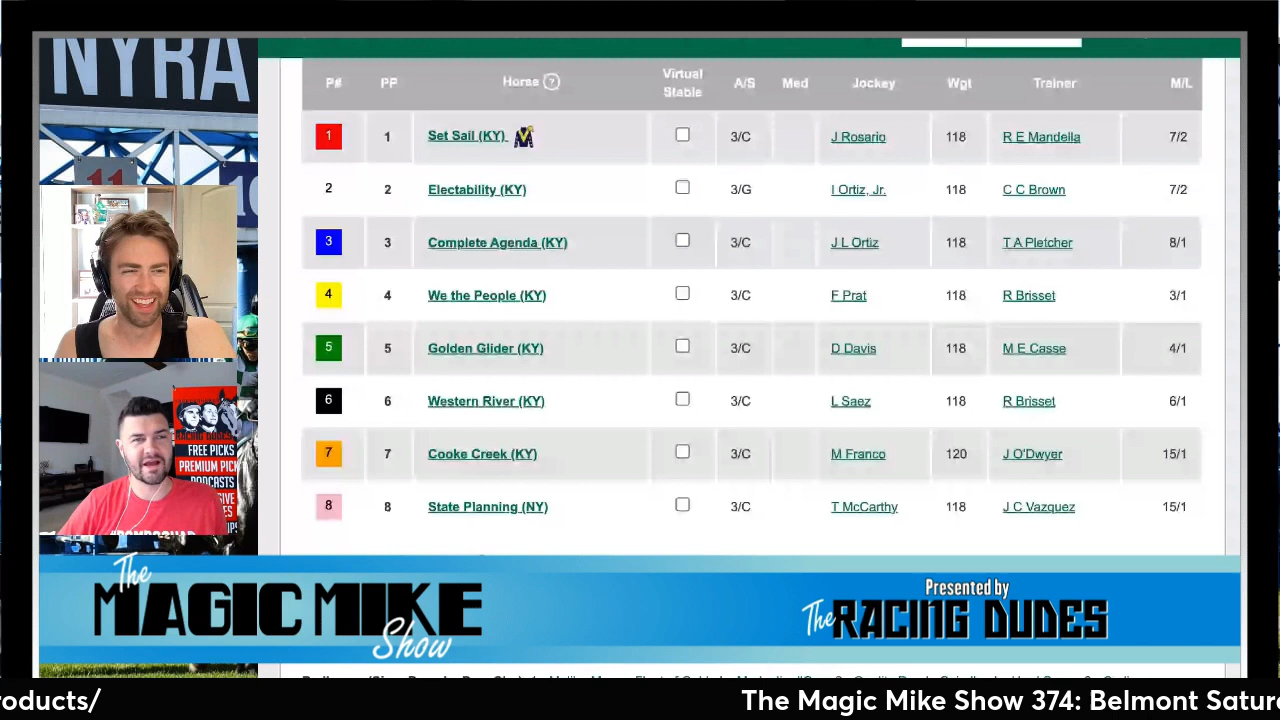 NYRA
11
RACING DUDES
FREE PICKS
PREMIUM PICK
PODCASTS
P# PP Horse ? Virtual Stable A/S Med Jockey Wgt Trainer M/L
1 1 Set Sail (KY) 3/C J Rosario 118 R E Mandella 7/2
2 2 Electability (KY) 3/G I Ortiz, Jr. 118 C C Brown 7/2
3 3 Complete Agenda (KY) 3/C J L Ortiz 118 T A Pletcher 8/1
4 4 We the People (KY) 3/C F Prat 118 R Brisset 3/1
5 5 Golden Glider (KY) 3/C D Davis 118 M E Casse 4/1
6 6 Western River (KY) 3/C L Saez 118 R Brisset 6/1
7 7 Cooke Creek (KY) 3/C M Franco 120 J O'Dwyer 15/1
8 8 State Planning (NY) 3/C T McCarthy 118 J C Vazquez 15/1
The
MAGIC MIKE
Show
Presented by
The RACING DUDES
roducts/ The Magic Mike Show 374: Belmont Satur